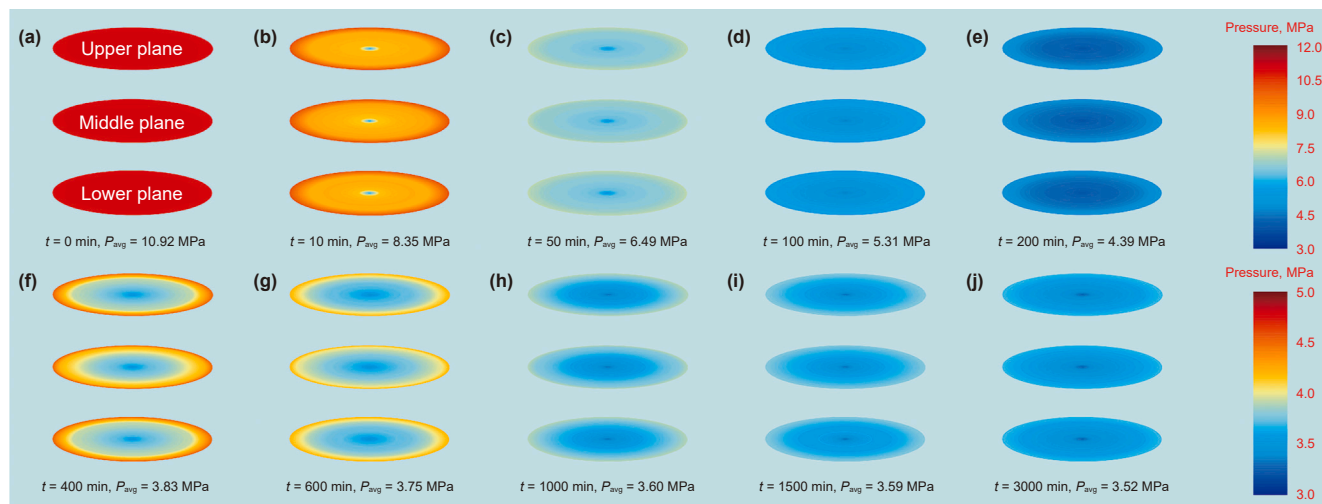 (a) (b) (c) (d) (e) Pressure, MPa
Upper plane
Middle plane
Lower plane
12.0
10.5
9.0
7.5
6.0
4.5
3.0
t = 0 min, Pavg = 10.92 MPa
t = 10 min, Pavg = 8.35 MPa
t = 50 min, Pavg = 6.49 MPa
t = 100 min, Pavg = 5.31 MPa
t = 200 min, Pavg = 4.39 MPa
(f) (g) (h) (i) (j) Pressure, MPa
5.0
4.5
4.0
3.5
3.0
t = 400 min, Pavg = 3.83 MPa
t = 600 min, Pavg = 3.75 MPa
t = 1000 min, Pavg = 3.60 MPa
t = 1500 min, Pavg = 3.59 MPa
t = 3000 min, Pavg = 3.52 MPa